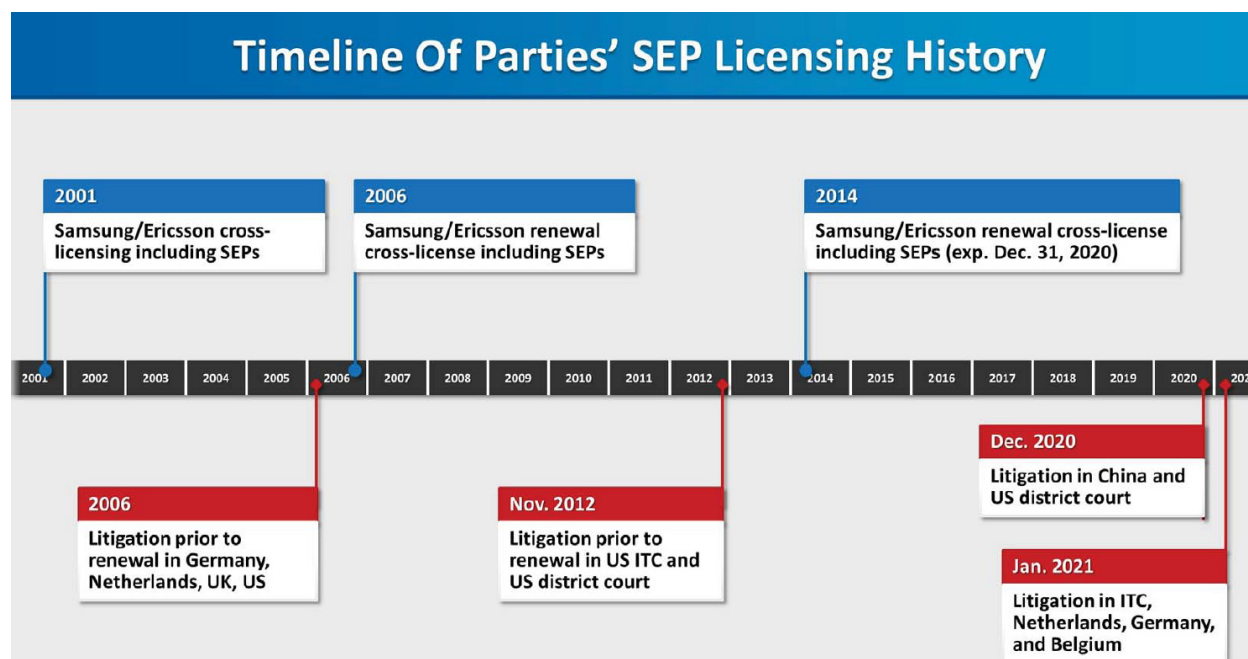 Timeline Of Parties’ SEP Licensing History
2001
Samsung/Ericsson cross-
licensing including SEPs
2006
Samsung/Ericsson renewal
cross-license including SEPs
2014
Samsung/Ericsson renewal cross-license
including SEPs (exp. Dec. 31, 2020)
2001 2002 2003 2004 2005 2006 2007 2008 2009 2010 2011 2012 2013 2014 2015 2016 2017 2018 2019 2020
2006
Litigation prior to
renewal in Germany,
Netherlands, UK, US
Nov. 2012
Litigation prior to
renewal in US ITC and
US district court
Dec. 2020
Litigation in China and
US district court
Jan. 2021
Litigation in ITC,
Netherlands, Germany,
and Belgium